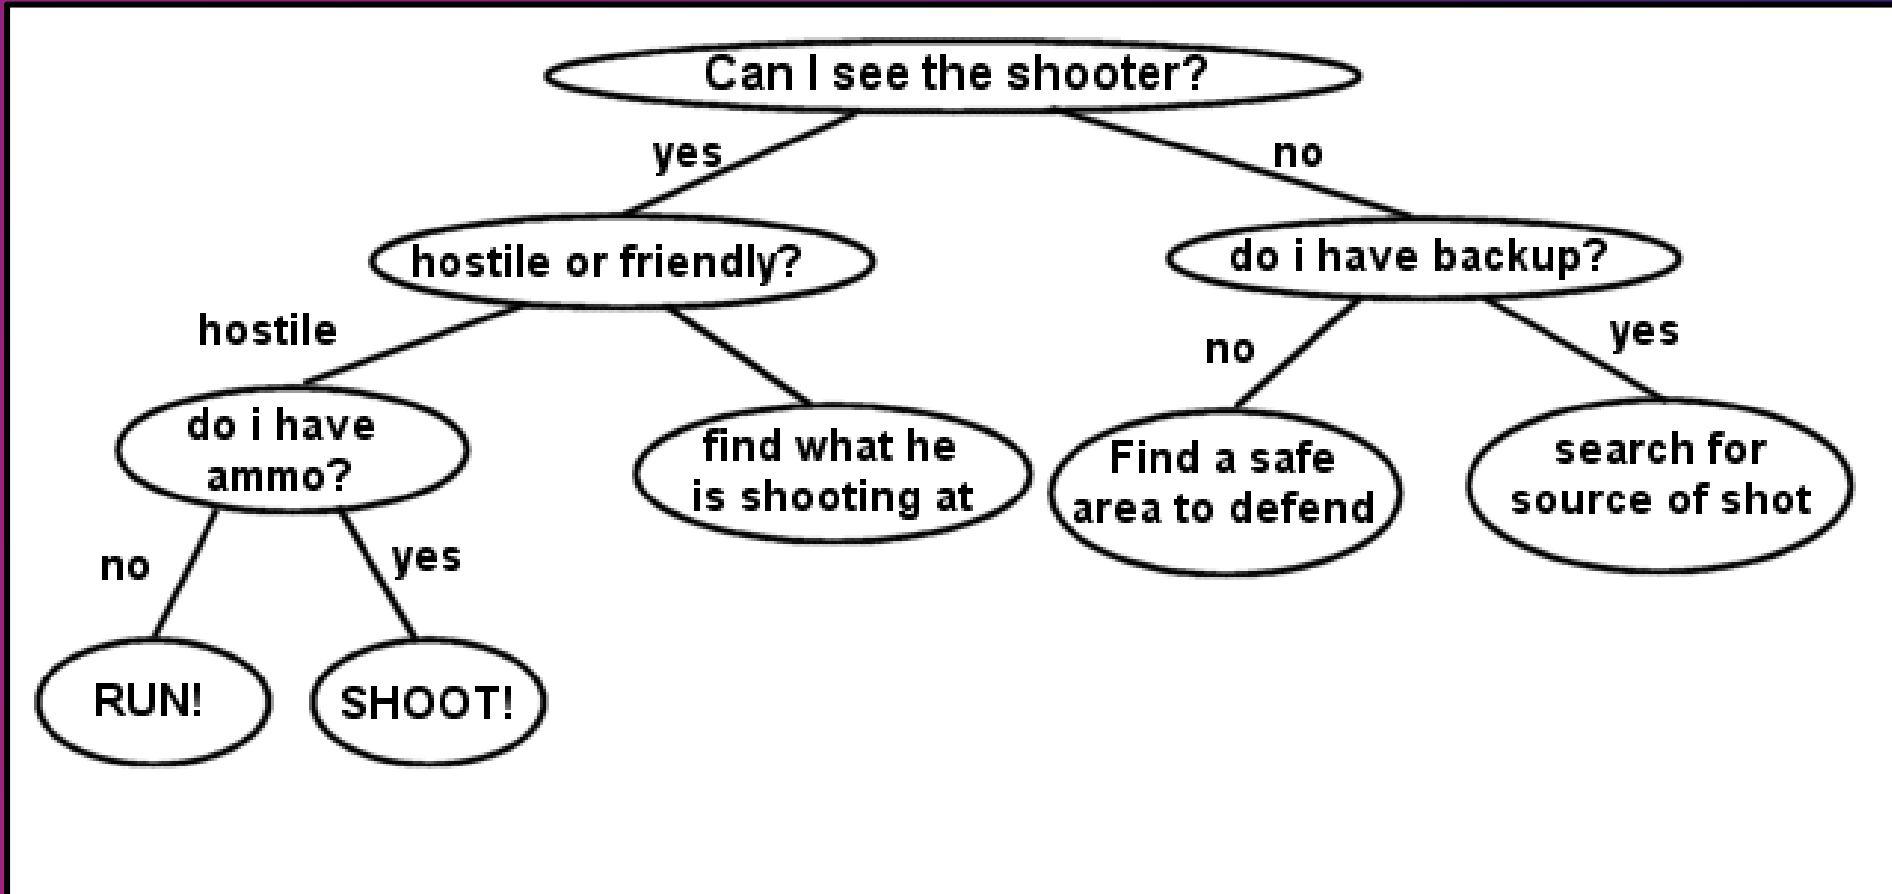 Can I see the shooter?
yes
no
hostile or friendly?
do i have backup?
hostile
no
yes
do i have
ammo?
find what he
is shooting at
Find a safe
area to defend
search for
source of shot
no
yes
RUN!
SHOOT!